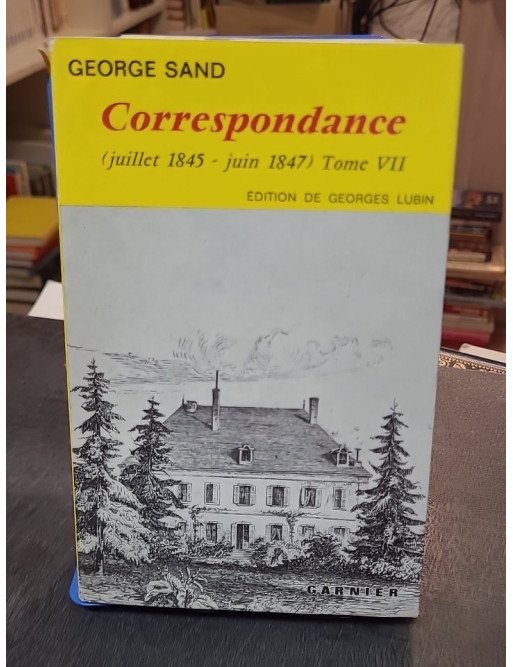 GEORGE SAND
Correspondance
(juillet 1845 - juin 1847) Tome VII
ÉDITION DE GEORGES LUBIN
GARNIER